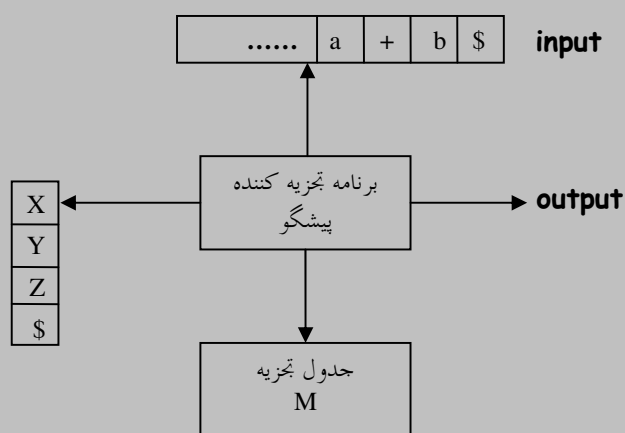 ...... a + b $ input
برنامه تجزیه کننده
پیشگو
output
X
Y
Z
$
جدول تجزیه
M